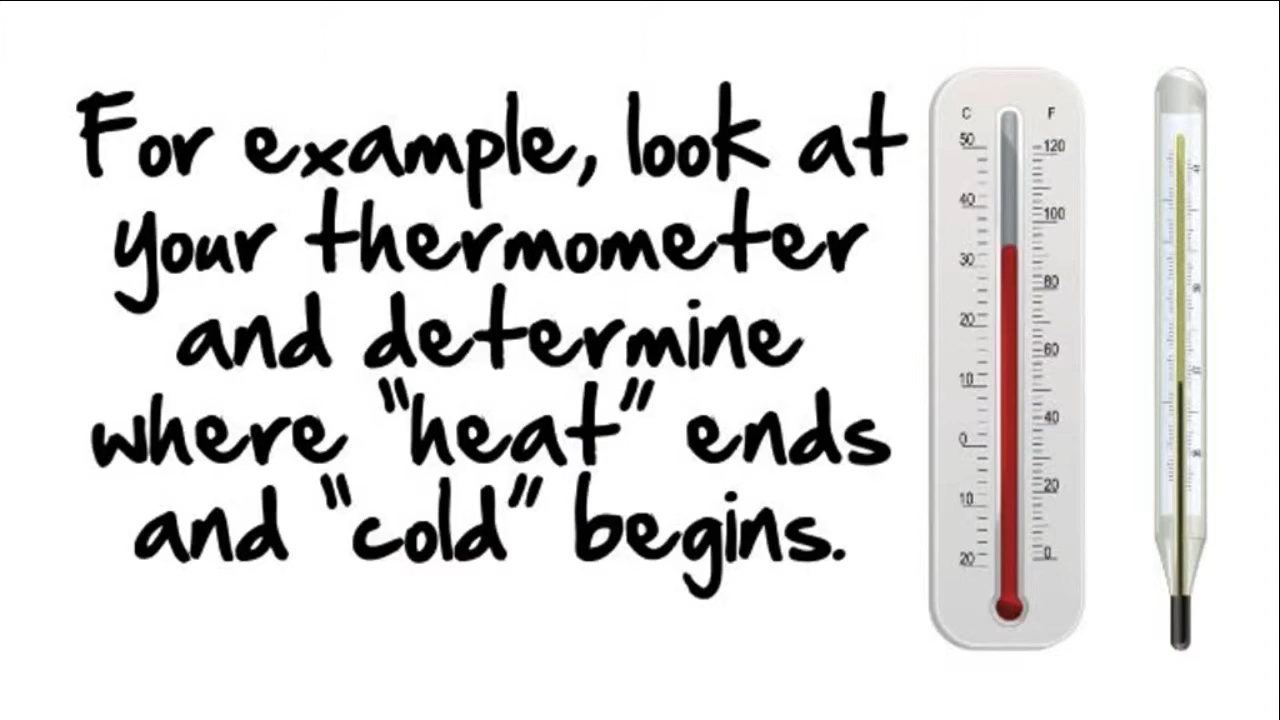 For example, look at
your thermometer
and determine
where "heat" ends
and "cold" begins.
C F
50 120
40 100
30 80
20 60
10 40
0 20
10 0
20